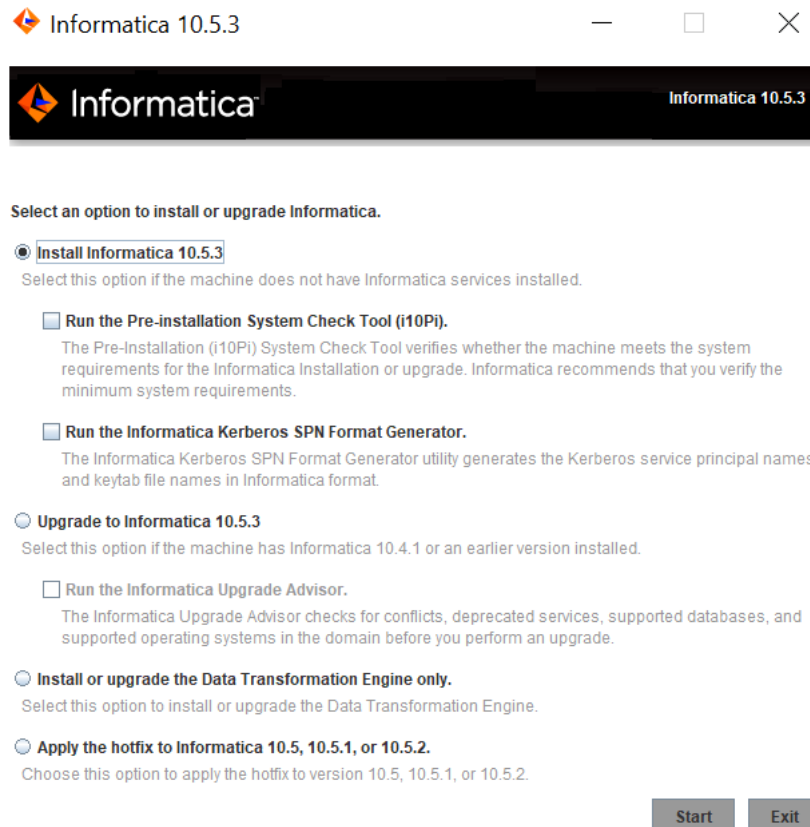 Informatica 10.5.3
Informatica
Informatica 10.5.3
Select an option to install or upgrade Informatica.
Install Informatica 10.5.3
Select this option if the machine does not have Informatica services installed.
Run the Pre-installation System Check Tool (i10Pi).
The Pre-Installation (i10Pi) System Check Tool verifies whether the machine meets the system
requirements for the Informatica Installation or upgrade. Informatica recommends that you verify the
minimum system requirements.
Run the Informatica Kerberos SPN Format Generator.
The Informatica Kerberos SPN Format Generator utility generates the Kerberos service principal names
and keytab file names in Informatica format.
Upgrade to Informatica 10.5.3
Select this option if the machine has Informatica 10.4.1 or an earlier version installed.
Run the Informatica Upgrade Advisor.
The Informatica Upgrade Advisor checks for conflicts, deprecated services, supported databases, and
supported operating systems in the domain before you perform an upgrade.
Install or upgrade the Data Transformation Engine only.
Select this option to install or upgrade the Data Transformation Engine.
Apply the hotfix to Informatica 10.5, 10.5.1, or 10.5.2.
Choose this option to apply the hotfix to version 10.5, 10.5.1, or 10.5.2.
Start Exit